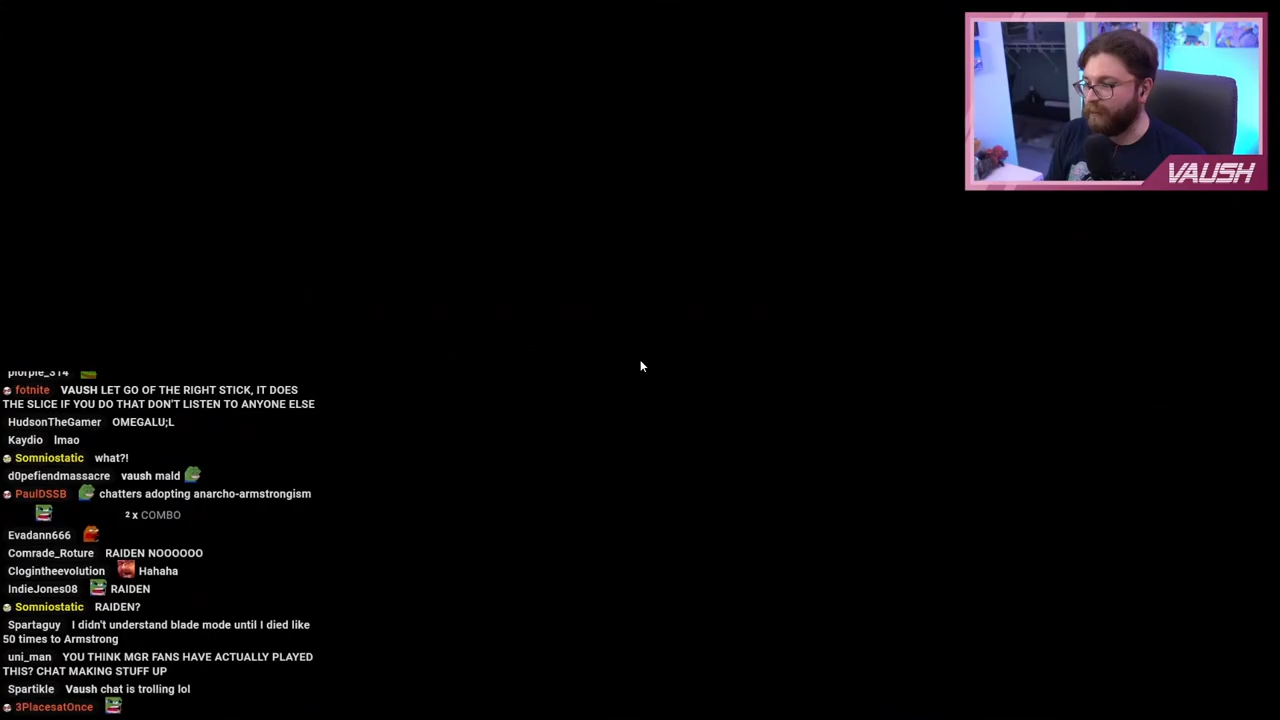 VAUSH
plorple_314
fotnite VAUSH LET GO OF THE RIGHT STICK, IT DOES
THE SLICE IF YOU DO THAT DON'T LISTEN TO ANYONE ELSE
HudsonTheGamer OMEGALU;L
Kaydio lmao
Somniostatic what?!
d0pefiendmassacre vaush mald
PaulDSSB chatters adopting anarcho-armstrongism
2 x COMBO
Evadann666
Comrade_Roture RAIDEN NOOOOOO
Clogintheevolution Hahaha
IndieJones08 RAIDEN
Somniostatic RAIDEN?
Spartaguy I didn't understand blade mode until I died like
50 times to Armstrong
uni_man YOU THINK MGR FANS HAVE ACTUALLY PLAYED
THIS? CHAT MAKING STUFF UP
Spartikle Vaush chat is trolling lol
3PlacesatOnce